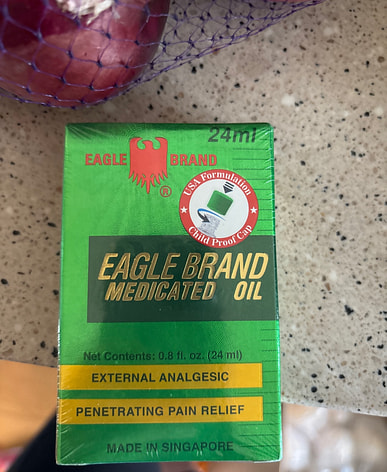 24ml
EAGLE BRAND
®
USA Formulation
Child Proof Cap
EAGLE BRAND
MEDICATED OIL
Net Contents: 0.8 fl. oz. (24 ml)
EXTERNAL ANALGESIC
PENETRATING PAIN RELIEF
MADE IN SINGAPORE